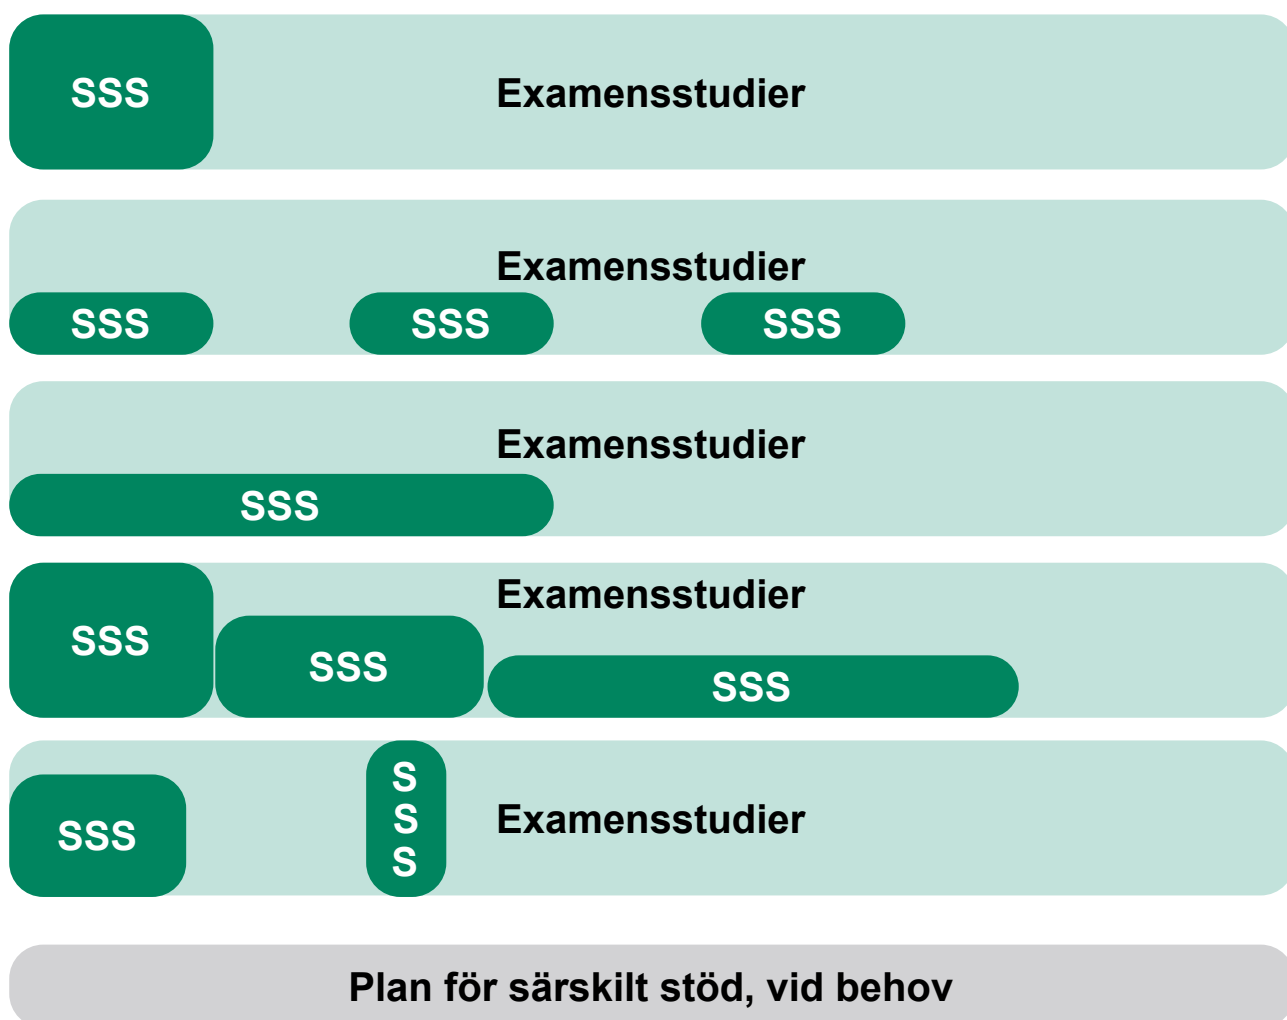 SSS Examensstudier
Examensstudier
SSS SSS SSS
Examensstudier
SSS
Examensstudier
SSS SSS SSS
SSS
S
S
S
Examensstudier
Plan för särskilt stöd, vid behov